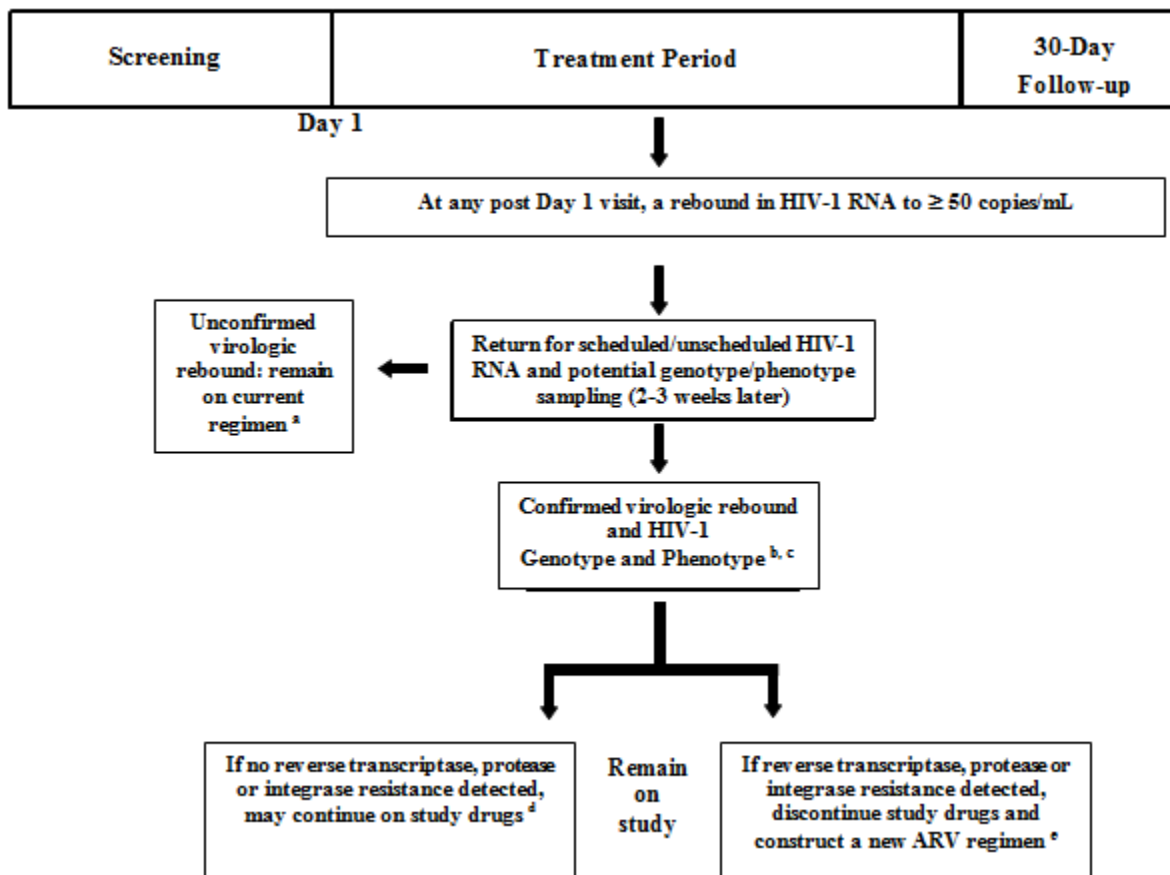 Screening
Treatment Period
30-Day
Follow-up
Day 1
At any post Day 1 visit, a rebound in HIV-1 RNA to ≥ 50 copies/mL
Unconfirmed
virologic
rebound: remain
on current
regimen a
Return for scheduled/unscheduled HIV-1
RNA and potential genotype/phenotype
sampling (2-3 weeks later)
Confirmed virologic rebound
and HIV-1
Genotype and Phenotype b, c
If no reverse transcriptase, protease
or integrase resistance detected,
may continue on study drugs d
Remain
on
study
If reverse transcriptase, protease or
integrase resistance detected,
discontinue study drugs and
construct a new ARV regimen e